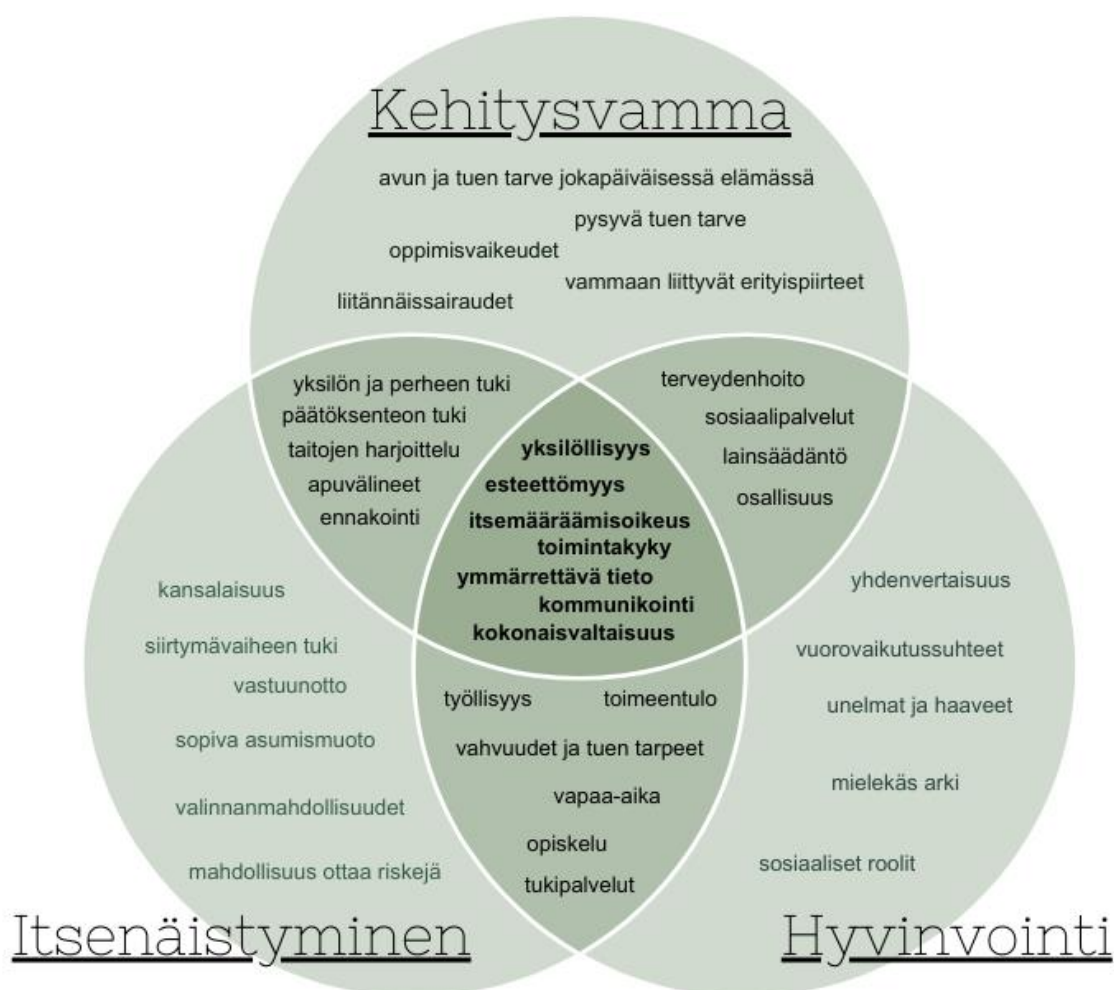 Kehitysvamma
avun ja tuen tarve jokapäiväisessä elämässä
pysyvä tuen tarve
oppimisvaikeudet
vammaan liittyvät erityispiirteet
liitännäissairaudet
yksilön ja perheen tuki
päätöksenteon tuki
taitojen harjoittelu
apuvälineet
ennakointi
terveydenhoito
sosiaalipalvelut
lainsäädäntö
osallisuus
yksilöllisyys
esteettömyys
itsemääräämisoikeus
toimintakyky
ymmärrettävä tieto
kommunikointi
kokonaisvaltaisuus
kansalaisuus
siirtymävaiheen tuki
vastuunotto
sopiva asumismuoto
valinnanmahdollisuudet
mahdollisuus ottaa riskejä
työllisyys
toimeentulo
vahvuudet ja tuen tarpeet
vapaa-aika
opiskelu
tukipalvelut
yhdenvertaisuus
vuorovaikutussuhteet
unelmat ja haaveet
mielekäs arki
sosiaaliset roolit
Itsenäistyminen
Hyvinvointi